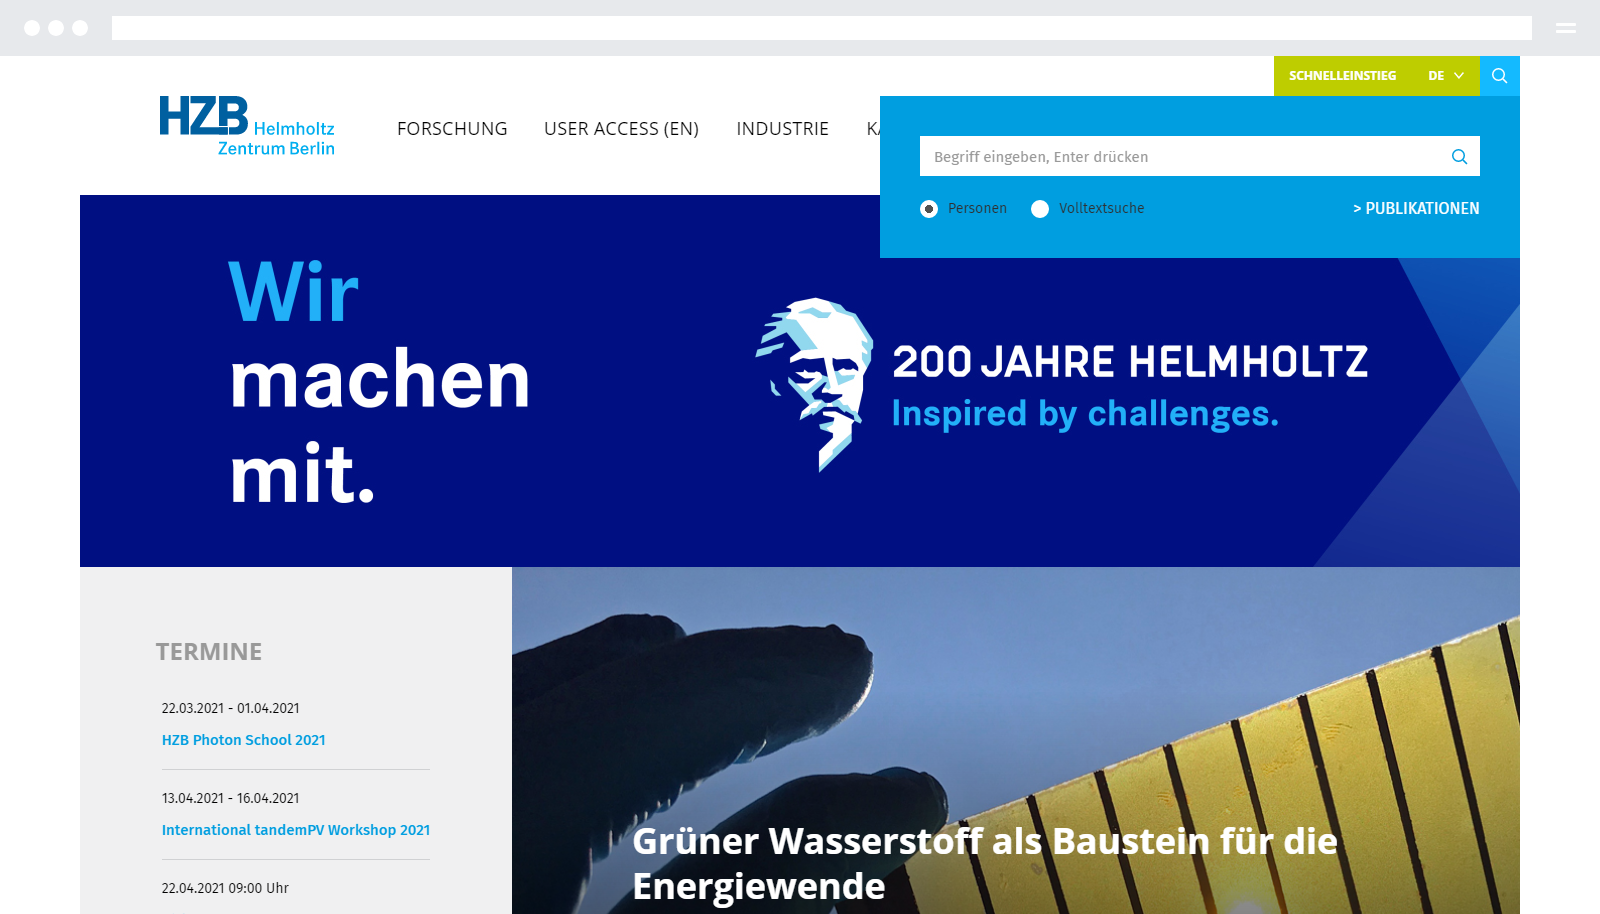 SCHNELLEINSTIEG DE
HZB Helmholtz
Zentrum Berlin
FORSCHUNG USER ACCESS (EN) INDUSTRIE
Begriff eingeben, Enter drücken
Personen Volltextsuche > PUBLIKATIONEN
Wir
machen
mit.
200 JAHRE HELMHOLTZ
Inspired by challenges.
TERMINE
22.03.2021 - 01.04.2021
HZB Photon School 2021
13.04.2021 - 16.04.2021
International tandemPV Workshop 2021
22.04.2021 09:00 Uhr
Grüner Wasserstoff als Baustein für die
Energiewende